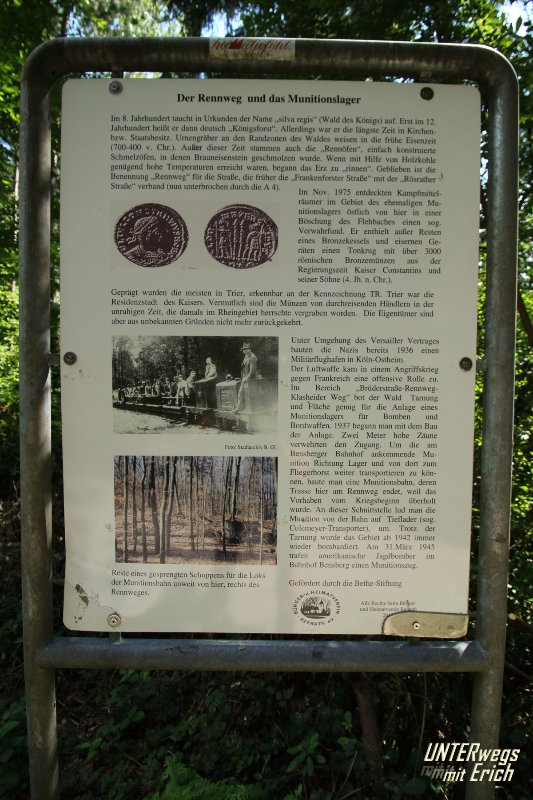 Der Rennweg und das Munitionslager
Im 8. Jahrhundert taucht in Urkunden der Name „silva regis“ (Wald des Königs) auf. Erst im 12.
Jahrhundert heißt er dann deutsch „Königsforst“. Allerdings war er die längste Zeit in Kirchen-
bzw. Staatsbesitz. Urnengräber an den Randzonen des Waldes weisen in die frühe Eisenzeit
(700-400 v. Chr.). Außer dieser Zeit stammen auch die „Rennöfen“, einfach konstruierte
Schmelzöfen, in denen Brauneisenstein geschmolzen wurde. Wenn mit Hilfe von Holzkohle
genügend hohe Temperaturen erreicht waren, begann das Erz zu „rinnen“. Geblieben ist die
Benennung „Rennweg“ für die Straße, die früher die „Frankenforster Straße“ mit der „Rösrather
Straße“ verband (nun unterbrochen durch die A 4).
Im Nov. 1975 entdeckten Kampfmittel-
räumer im Gebiet des ehemaligen Mu-
nitionslagers östlich von hier in einer
Böschung des Flehbaches einen sog.
Verwahrfund. Er enthielt außer Resten
eines Bronzekessels und eisernen Ge-
räten einen Tonkrug mit über 3000
römischen Bronzemünzen aus der
Regierungszeit Kaiser Constantins und
seiner Söhne (4. Jh. n. Chr.).
Geprägt wurden die meisten in Trier, erkennbar an der Kennzeichnung TR. Trier war die
Residenzstadt des Kaisers. Vermutlich sind die Münzen von durchreisenden Händlern in der
unruhigen Zeit, die damals im Rheingebiet herrschte vergraben worden. Die Eigentümer sind
aber aus unbekannten Gründen nicht mehr zurückgekehrt.
Unter Umgehung des Versailler Vertrages
bauten die Nazis bereits 1936 einen
Militärflughafen in Köln-Ostheim.
Der Luftwaffe kam in einem Angriffskrieg
gegen Frankreich eine offensive Rolle zu.
Im Bereich „Brüderstraße-Rennweg-
Klasheider Weg“ bot der Wald Tarnung
und Fläche genug für die Anlage eines
Munitionslagers für Bomben und
Bordwaffen. 1937 begann man mit dem Bau
der Anlage. Zwei Meter hohe Zäune
verwehrten den Zugang. Um die am
Bensberger Bahnhof ankommende Mu-
nition Richtung Lager und von dort zum
Fliegerhorst weiter transportieren zu kön-
nen, baute man eine Munitionsbahn, deren
Trasse hier am Rennweg endet, weil das
Vorhaben vom Kriegsbeginn überholt
wurde. An dieser Schnittstelle lud man die
Munition von der Bahn auf Tieflader (sog.
Culemeyer-Transporter), um. Trotz der
Tarnung wurde das Gebiet ab 1942 immer
wieder bombardiert. Am 31.März 1945
trafen amerikanische Jagdbomber im
Bahnhof Bensberg einen Munitionszug.
Foto: Stadtarchiv B. Gl.
Reste eines gesprengten Schuppens für die Loks
der Munitionsbahn unweit von hier, rechts des
Rennweges.
Gefördert durch die Bethe-Stiftung
BÜRGER- u. HEIMATVEREIN
REFRATH e.V.
Alle Rechte beim Bürger-
und Heimatverein Refrath
UNTERwegs
mit Erich